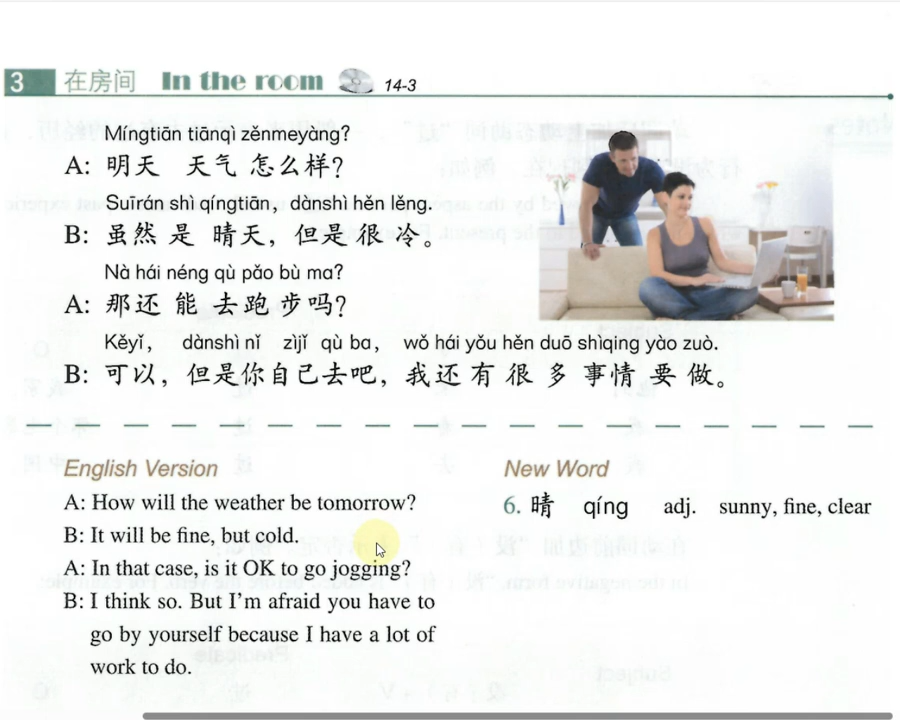 3 在房间 In the room 14-3
Míngtiān tiānqì zěnmeyàng?
A: 明天 天气 怎么样?
Suīrán shì qíngtiān, dànshì hěn lěng.
B: 虽然 是 晴天, 但是 很 冷。
Nà hái néng qù pǎo bù ma?
A: 那还 能 去跑 步吗?
Kěyǐ, dànshì nǐ zìjǐ qù ba, wǒ hái yǒu hěn duō shìqing yào zuò.
B: 可以, 但是你自己去吧, 我还 有 很 多 事情 要 做。
English Version
A: How will the weather be tomorrow?
B: It will be fine, but cold.
A: In that case, is it OK to go jogging?
B: I think so. But I'm afraid you have to
go by yourself because I have a lot of
work to do.
New Word
6. 晴 qíng adj. sunny, fine, clear